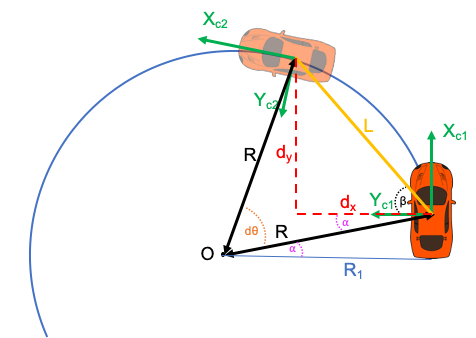 Xc2
Xc1
Yc2
L
R
dy
dx
Yc1
β
dθ
R
α
O
α
R1